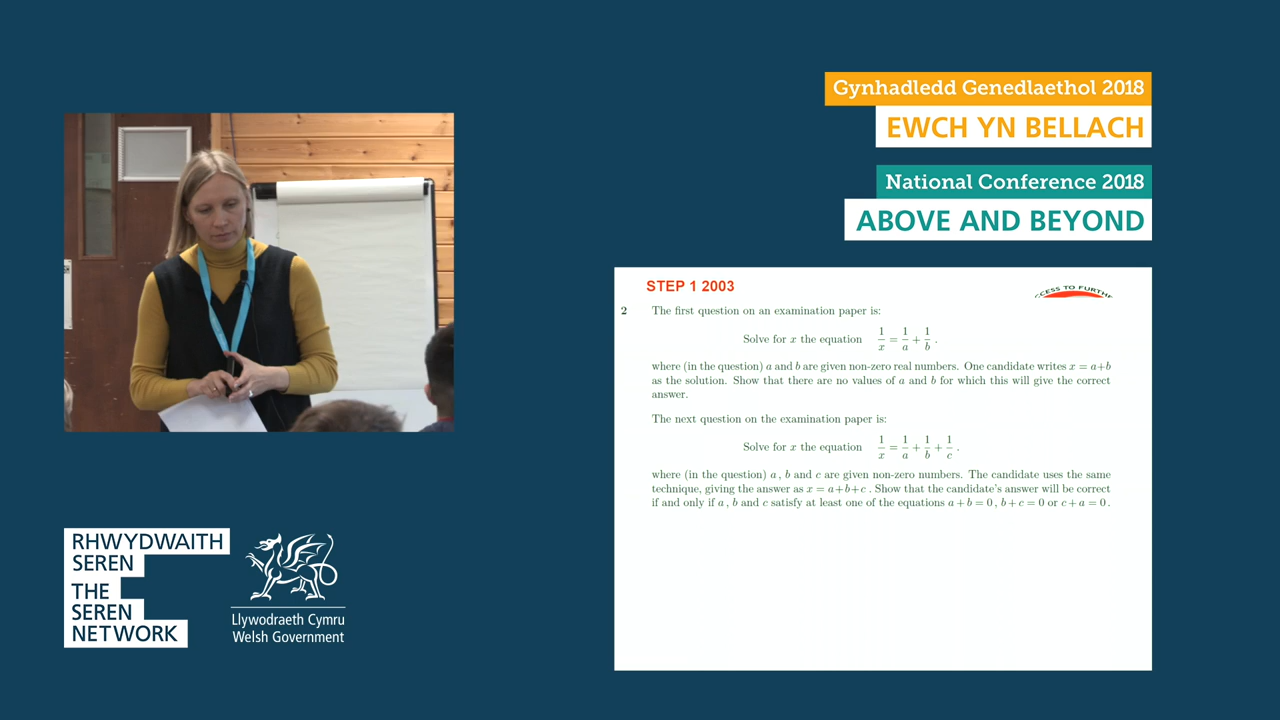 Gynhadledd Genedlaethol 2018
EWCH YN BELLACH
National Conference 2018
ABOVE AND BEYOND
STEP 1 2003
CCESS TO FURTHE
2 The first question on an examination paper is:
Solve for x the equation 1/x = 1/a + 1/b .
where (in the question) a and b are given non-zero real numbers. One candidate writes x = a+b
as the solution. Show that there are no values of a and b for which this will give the correct
answer.
The next question on the examination paper is:
Solve for x the equation 1/x = 1/a + 1/b + 1/c .
where (in the question) a , b and c are given non-zero numbers. The candidate uses the same
technique, giving the answer as x = a+b+c . Show that the candidate's answer will be correct
if and only if a , b and c satisfy at least one of the equations a + b = 0 , b + c = 0 or c + a = 0 .
RHWYDWAITH
SEREN
THE
SEREN
NETWORK
Llywodraeth Cymru
Welsh Government